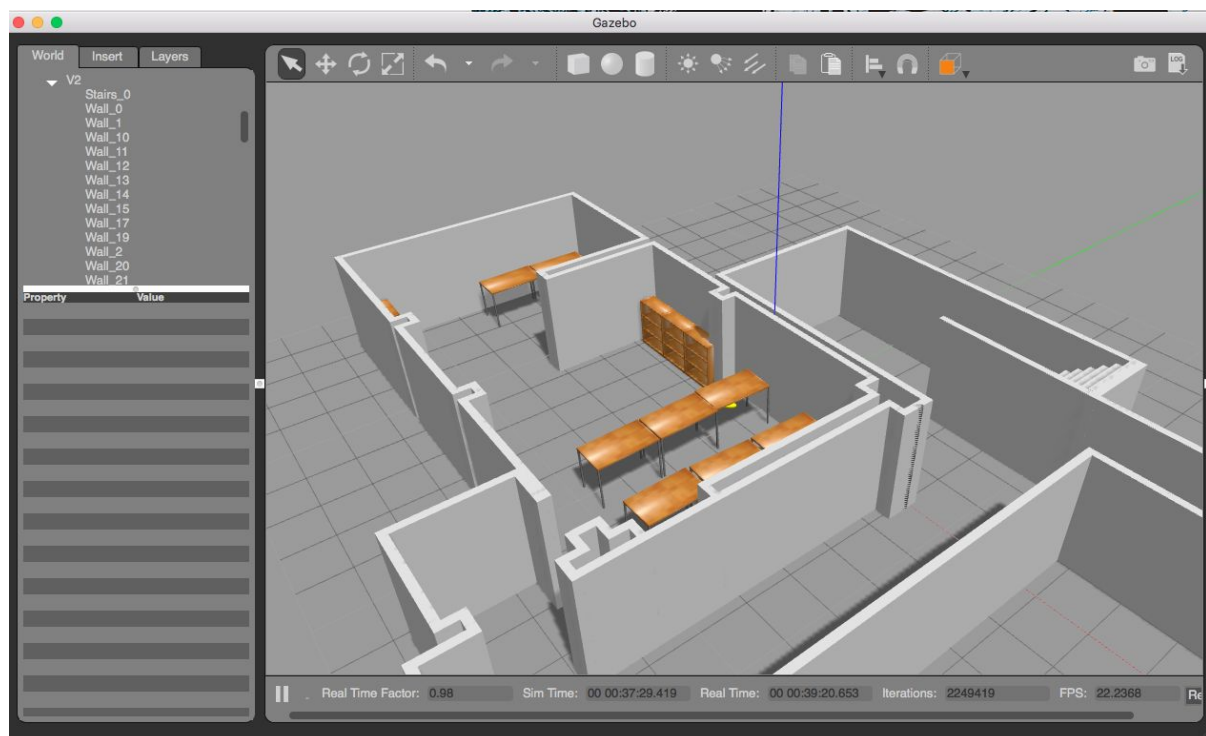 Gazebo
World Insert Layers
V2
Stairs_0
Wall_0
Wall_1
Wall_10
Wall_11
Wall_12
Wall_13
Wall_14
Wall_15
Wall_17
Wall_19
Wall_2
Wall_20
Wall_21
Property Value
LOG
Real Time Factor: 0.98 Sim Time: 00 00:37:29.419 Real Time: 00 00:39:20.653 Iterations: 2249419 FPS: 22.2368 Re